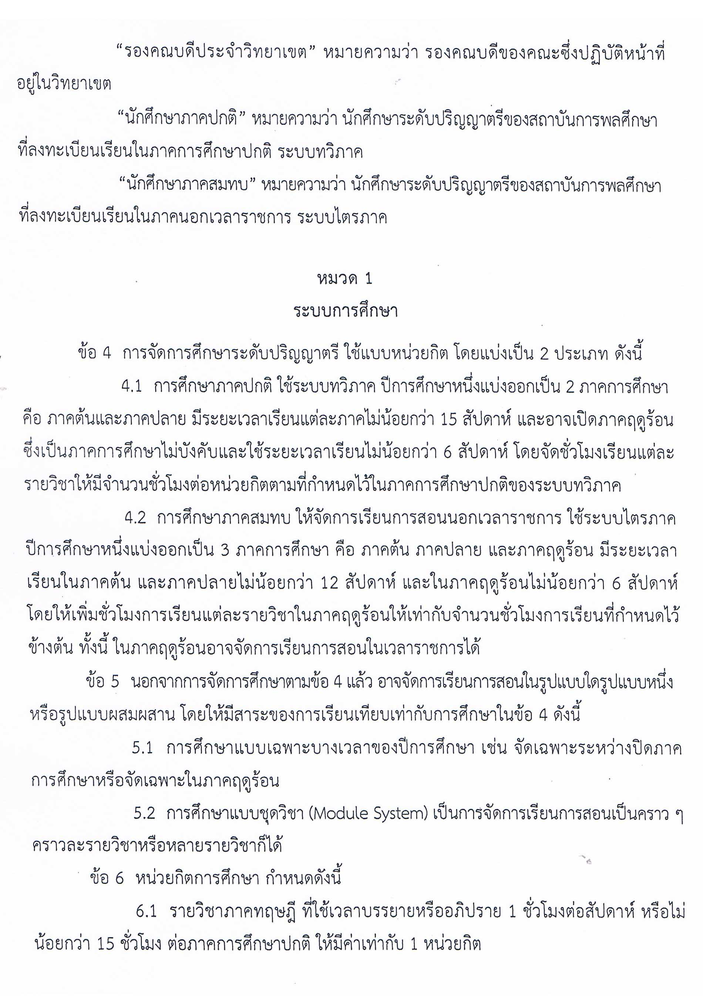 “รองคณบดีประจำวิทยาเขต” หมายความว่า รองคณบดีของคณะซึ่งปฏิบัติหน้าที่
อยู่ในวิทยาเขต
“นักศึกษาภาคปกติ” หมายความว่า นักศึกษาระดับปริญญาตรีของสถาบันการพลศึกษา
ที่ลงทะเบียนเรียนในภาคการศึกษาปกติ ระบบทวิภาค
“นักศึกษาภาคสมทบ” หมายความว่า นักศึกษาระดับปริญญาตรีของสถาบันการพลศึกษา
ที่ลงทะเบียนเรียนในภาคนอกเวลาราชการ ระบบไตรภาค
หมวด 1
ระบบการศึกษา
ข้อ 4 การจัดการศึกษาระดับปริญญาตรี ใช้แบบหน่วยกิต โดยแบ่งเป็น 2 ประเภท ดังนี้
4.1 การศึกษาภาคปกติ ใช้ระบบทวิภาค ปีการศึกษาหนึ่งแบ่งออกเป็น 2 ภาคการศึกษา
คือ ภาคต้นและภาคปลาย มีระยะเวลาเรียนแต่ละภาคไม่น้อยกว่า 15 สัปดาห์ และอาจเปิดภาคฤดูร้อน
ซึ่งเป็นภาคการศึกษาไม่บังคับและใช้ระยะเวลาเรียนไม่น้อยกว่า 6 สัปดาห์ โดยจัดชั่วโมงเรียนแต่ละ
รายวิชาให้มีจำนวนชั่วโมงต่อหน่วยกิตตามที่กำหนดไว้ในภาคการศึกษาปกติของระบบทวิภาค
4.2 การศึกษาภาคสมทบ ให้จัดการเรียนการสอนนอกเวลาราชการ ใช้ระบบไตรภาค
ปีการศึกษาหนึ่งแบ่งออกเป็น 3 ภาคการศึกษา คือ ภาคต้น ภาคปลาย และภาคฤดูร้อน มีระยะเวลา
เรียนในภาคต้น และภาคปลายไม่น้อยกว่า 12 สัปดาห์ และในภาคฤดูร้อนไม่น้อยกว่า 6 สัปดาห์
โดยให้เพิ่มชั่วโมงการเรียนแต่ละรายวิชาในภาคฤดูร้อนให้เท่ากับจำนวนชั่วโมงการเรียนที่กำหนดไว้
ข้างต้น ทั้งนี้ ในภาคฤดูร้อนอาจจัดการเรียนการสอนในเวลาราชการได้
ข้อ 5 นอกจากการจัดการศึกษาตามข้อ 4 แล้ว อาจจัดการเรียนการสอนในรูปแบบใดรูปแบบหนึ่ง
หรือรูปแบบผสมผสาน โดยให้มีสาระของการเรียนเทียบเท่ากับการศึกษาในข้อ 4 ดังนี้
5.1 การศึกษาแบบเฉพาะบางเวลาของปีการศึกษา เช่น จัดเฉพาะระหว่างปิดภาค
การศึกษาหรือจัดเฉพาะในภาคฤดูร้อน
5.2 การศึกษาแบบชุดวิชา (Module System) เป็นการจัดการเรียนการสอนเป็นคราว ๆ
คราวละรายวิชาหรือหลายรายวิชาก็ได้
ข้อ 6 หน่วยกิตการศึกษา กำหนดดังนี้
6.1 รายวิชาภาคทฤษฎี ที่ใช้เวลาบรรยายหรืออภิปราย 1 ชั่วโมงต่อสัปดาห์ หรือไม่
น้อยกว่า 15 ชั่วโมง ต่อภาคการศึกษาปกติ ให้มีค่าเท่ากับ 1 หน่วยกิต